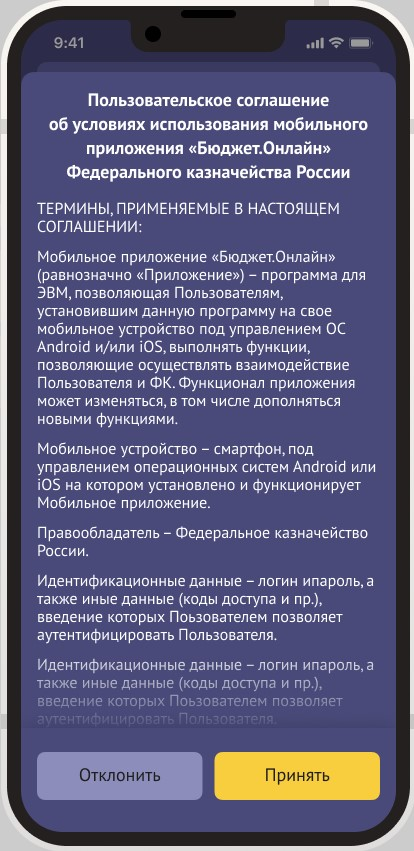 9:41
Пользовательское соглашение
об условиях использования мобильного
приложения «Бюджет.Онлайн»
Федерального казначейства России
ТЕРМИНЫ, ПРИМЕНЯЕМЫЕ В НАСТОЯЩЕМ
СОГЛАШЕНИИ:
Мобильное приложение «Бюджет.Онлайн»
(равнозначно «Приложение») – программа для
ЭВМ, позволяющая Пользователям,
установившим данную программу на свое
мобильное устройство под управлением ОС
Android и/или iOS, выполнять функции,
позволяющие осуществлять взаимодействие
Пользователя и ФК. Функционал приложения
может изменяться, в том числе дополняться
новыми функциями.
Мобильное устройство – смартфон, под
управлением операционных систем Android или
iOS на котором установлено и функционирует
Мобильное приложение.
Правообладатель – Федеральное казначейство
России.
Идентификационные данные – логин ипароль, а
также иные данные (коды доступа и пр.),
введение которых Поьзователем позволяет
аутентифицировать Пользователя.
Идентификационные данные – логин ипароль, а
также иные данные (коды доступа и пр.),
введение которых Поьзователем позволяет
аутентифицировать Пользователя.
Отклонить
Принять